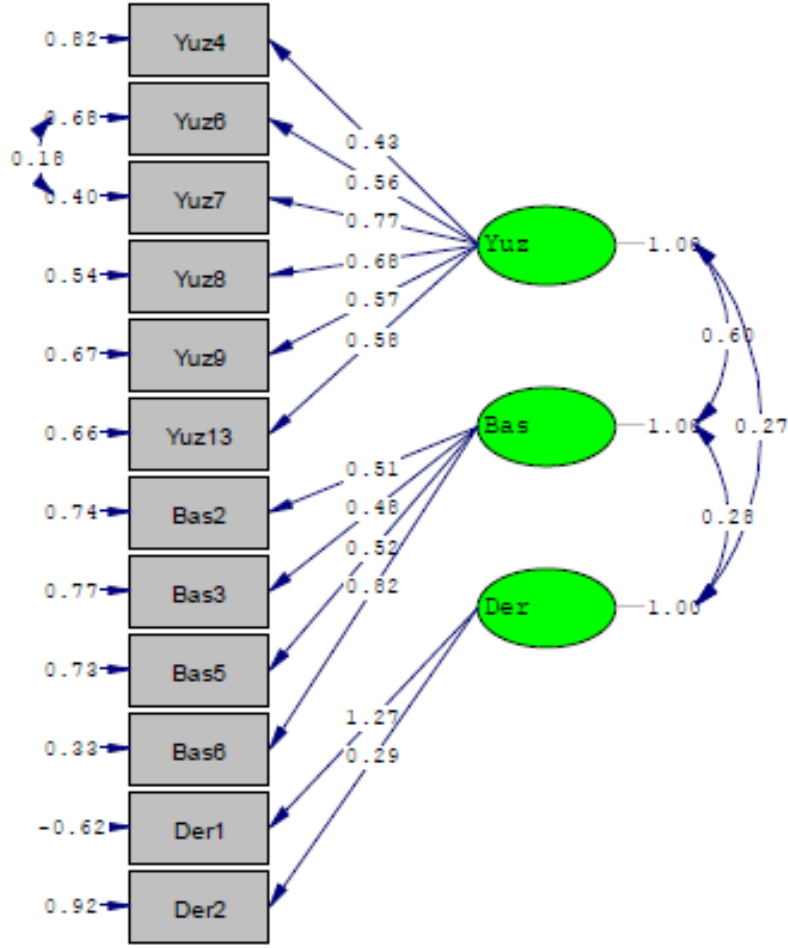 0.82 Yuz4
0.68 Yuz6
0.18
0.40 Yuz7
0.54 Yuz8
0.67 Yuz9
0.66 Yuz13
0.74 Bas2
0.77 Bas3
0.73 Bas5
0.33 Bas6
-0.62 Der1
0.92 Der2
0.43
0.56
0.77
0.68
0.57
0.58
0.51
0.48
0.52
0.82
1.27
0.29
Yuz 1.00
Bas 1.00
Der 1.00
0.60
0.27
0.28